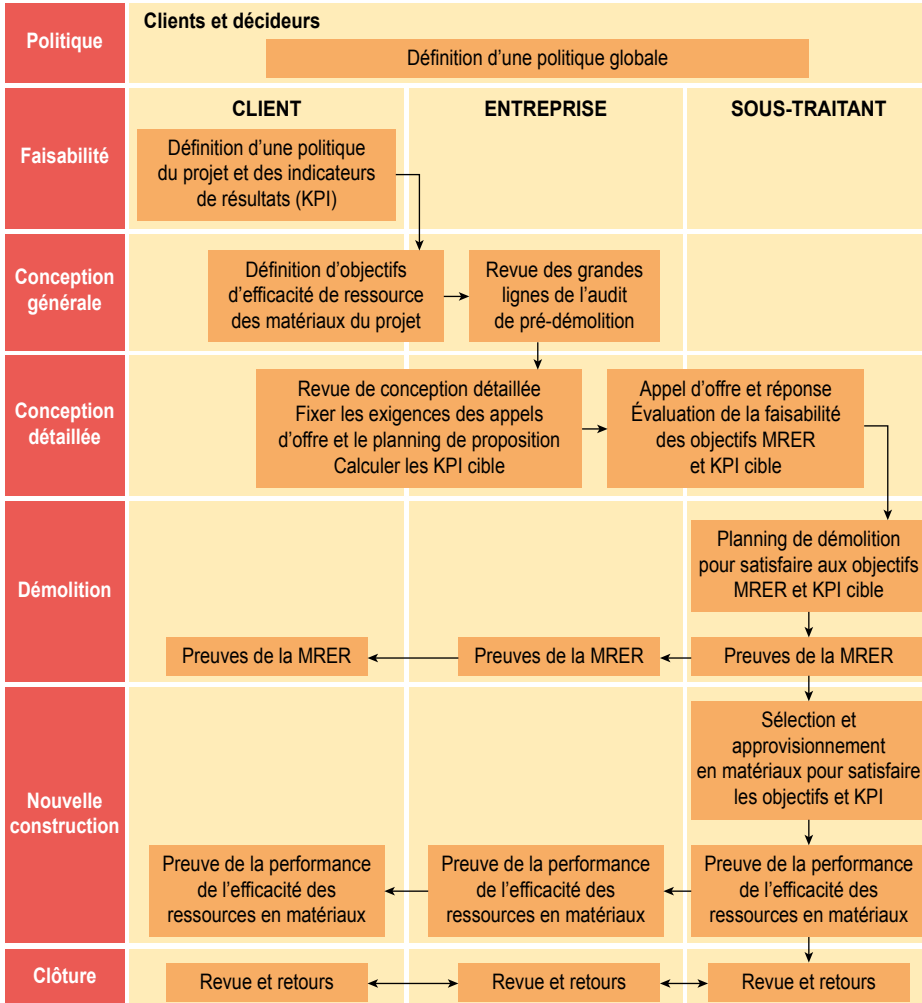 Politique
Clients et décideurs
Définition d’une politique globale
Faisabilité
CLIENT
ENTREPRISE
SOUS-TRAITANT
Définition d’une politique
du projet et des indicateurs
de résultats (KPI)
Conception
générale
Définition d’objectifs
d’efficacité de ressource
des matériaux du projet
Revue des grandes
lignes de l’audit
de pré-démolition
Conception
détaillée
Revue de conception détaillée
Fixer les exigences des appels
d’offre et le planning de proposition
Calculer les KPI cible
Appel d’offre et réponse
Évaluation de la faisabilité
des objectifs MRER
et KPI cible
Démolition
Planning de démolition
pour satisfaire aux objectifs
MRER et KPI cible
Preuves de la MRER
Preuves de la MRER
Preuves de la MRER
Nouvelle
construction
Sélection et
approvisionnement
en matériaux pour satisfaire
les objectifs et KPI
Preuve de la performance
de l’efficacité des
ressources en matériaux
Preuve de la performance
de l’efficacité des
ressources en matériaux
Preuve de la performance
de l’efficacité des
ressources en matériaux
Clôture
Revue et retours
Revue et retours
Revue et retours